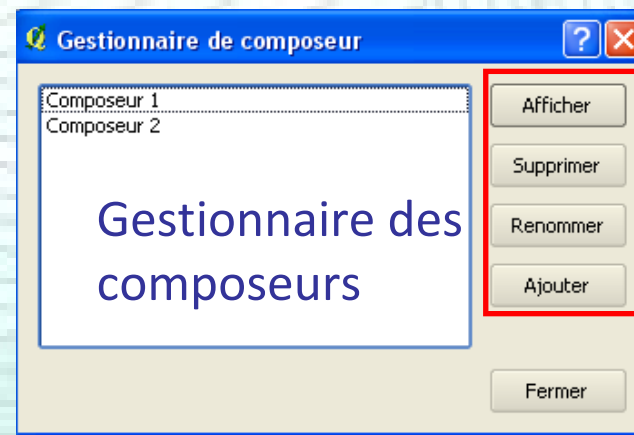 Gestionnaire de composeur
Composeur 1
Composeur 2
Gestionnaire des
composeurs
Afficher
Supprimer
Renommer
Ajouter
Fermer